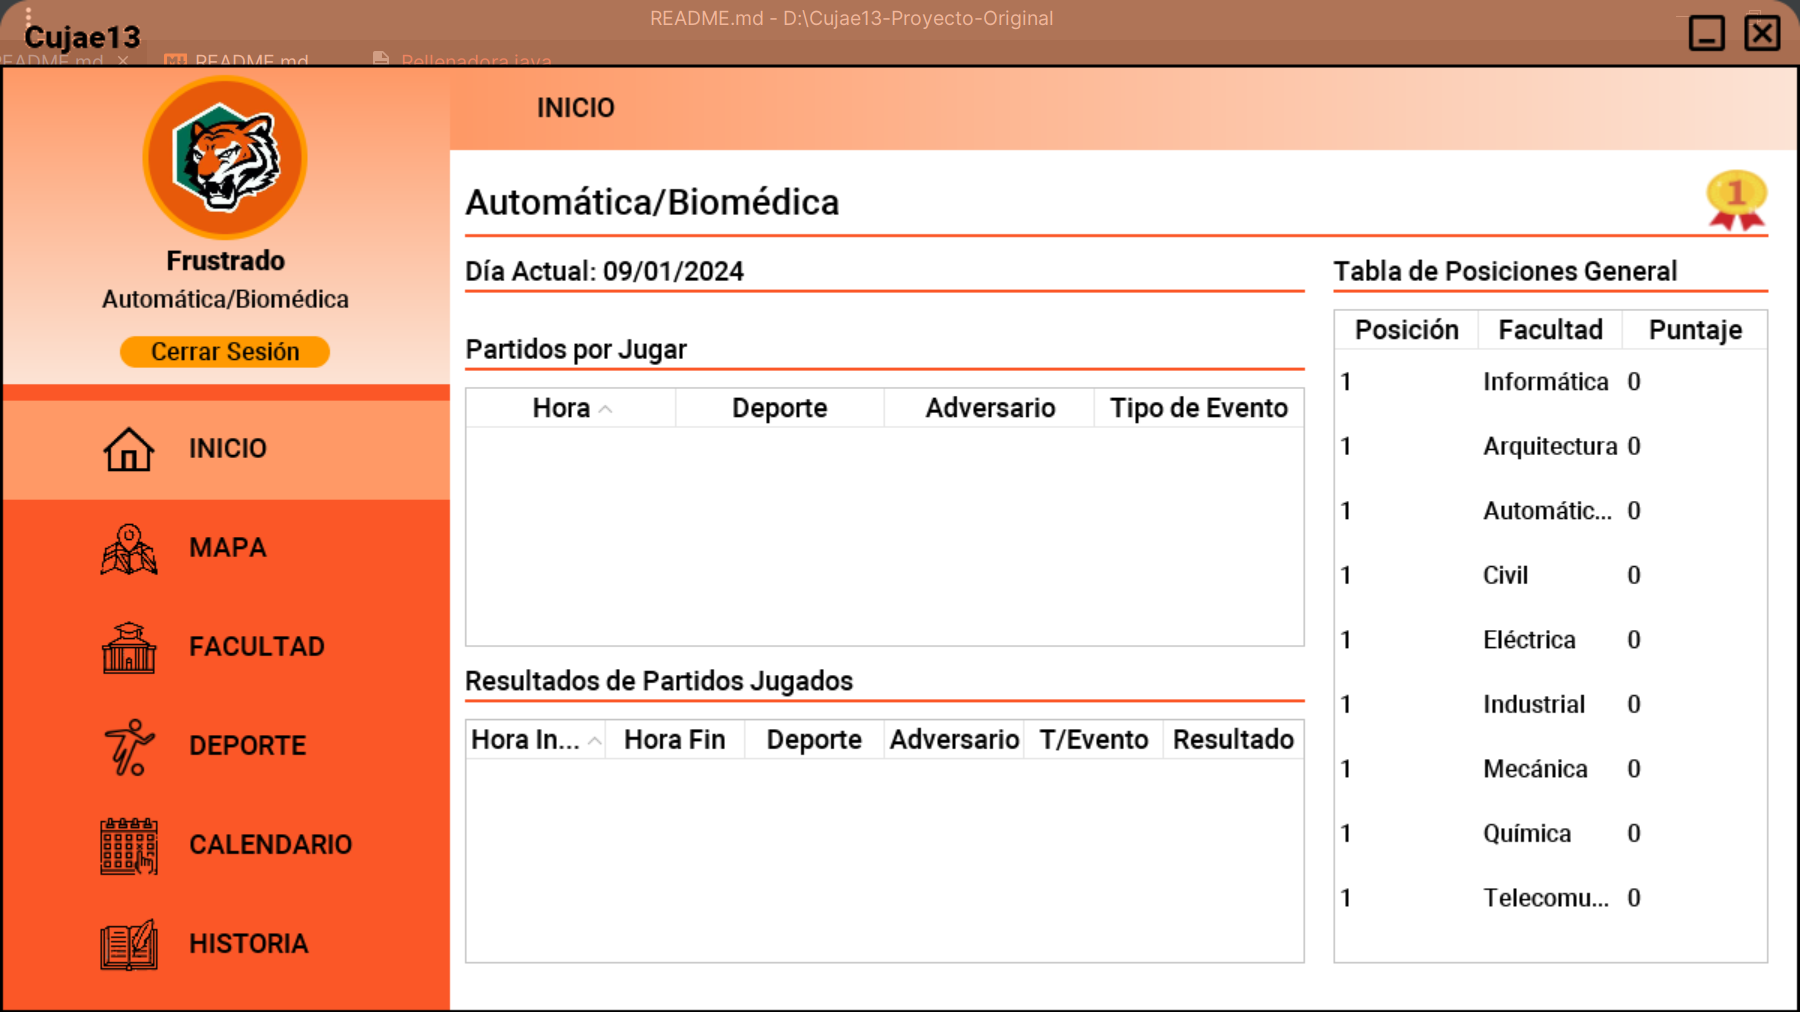 README.md - D:\Cujae13-Proyecto-Original
Cujae13
README.md
README.md
Rellenadora.java
Frustrado
Automática/Biomédica
Cerrar Sesión
INICIO
MAPA
FACULTAD
DEPORTE
CALENDARIO
HISTORIA
INICIO
Automática/Biomédica
1
Día Actual: 09/01/2024
Partidos por Jugar
Hora Deporte Adversario Tipo de Evento
Resultados de Partidos Jugados
Hora In... Hora Fin Deporte Adversario T/Evento Resultado
Tabla de Posiciones General
Posición Facultad Puntaje
1 Informática 0
1 Arquitectura 0
1 Automátic... 0
1 Civil 0
1 Eléctrica 0
1 Industrial 0
1 Mecánica 0
1 Química 0
1 Telecomu... 0